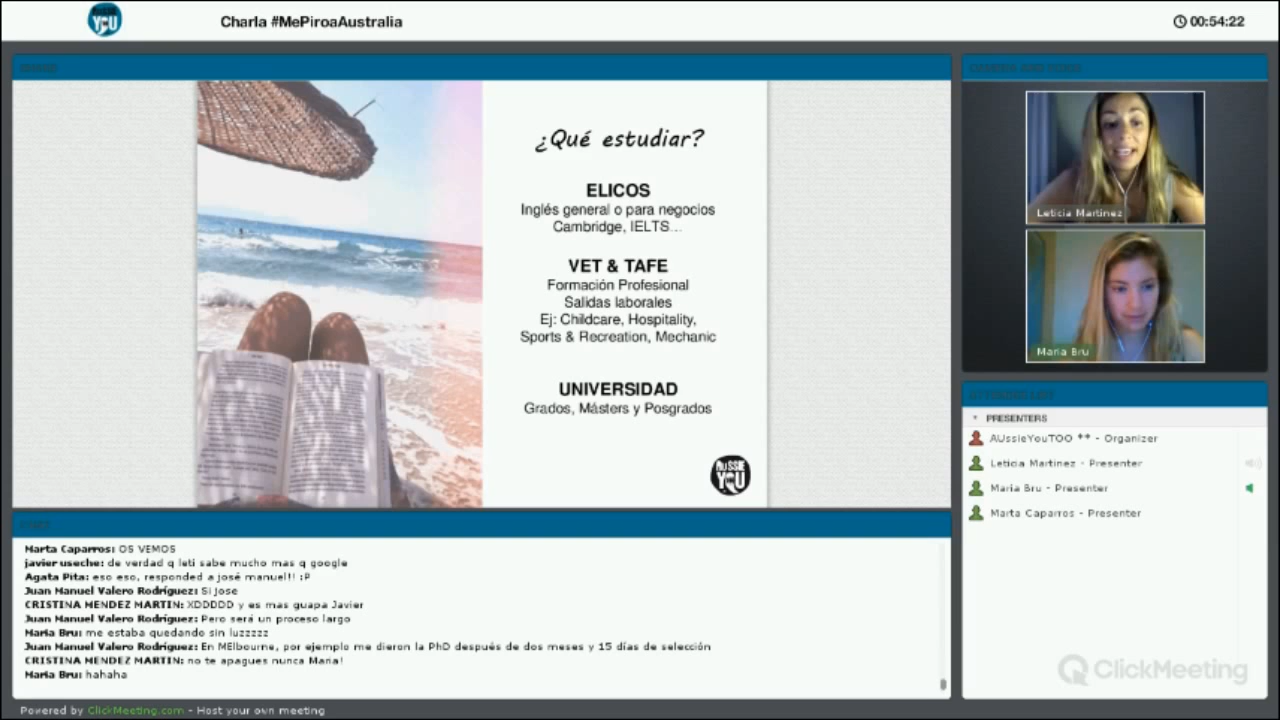 AUSSIE YOU
Charla #MePiroaAustralia
00:54:22
¿Qué estudiar?
ELICOS
Inglés general o para negocios
Cambridge, IELTS...
VET & TAFE
Formación Profesional
Salidas laborales
Ej: Childcare, Hospitality,
Sports & Recreation, Mechanic
UNIVERSIDAD
Grados, Másters y Posgrados
AUSSIE YOU
Leticia Martinez
Maria Bru
PRESENTERS
AUssieYouTOO ** - Organizer
Leticia Martinez - Presenter
Maria Bru - Presenter
Marta Caparros - Presenter
Marta Caparros: OS VEMOS
javier useche: de verdad q leti sabe mucho mas q google
Agata Pita: eso eso, responded a josé manuel!! :P
Juan Manuel Valero Rodríguez: Si jose
CRISTINA MENDEZ MARTIN: XDDDDD y es mas guapa Javier
Juan Manuel Valero Rodríguez: Pero será un proceso largo
Maria Bru: me estaba quedando sin luzzzzz
Juan Manuel Valero Rodríguez: En MElbourne, por ejemplo me dieron la PhD después de dos meses y 15 días de selección
CRISTINA MENDEZ MARTIN: no te apagues nunca Maria!
Maria Bru: hahaha
ClickMeeting
Powered by ClickMeeting.com - Host your own meeting